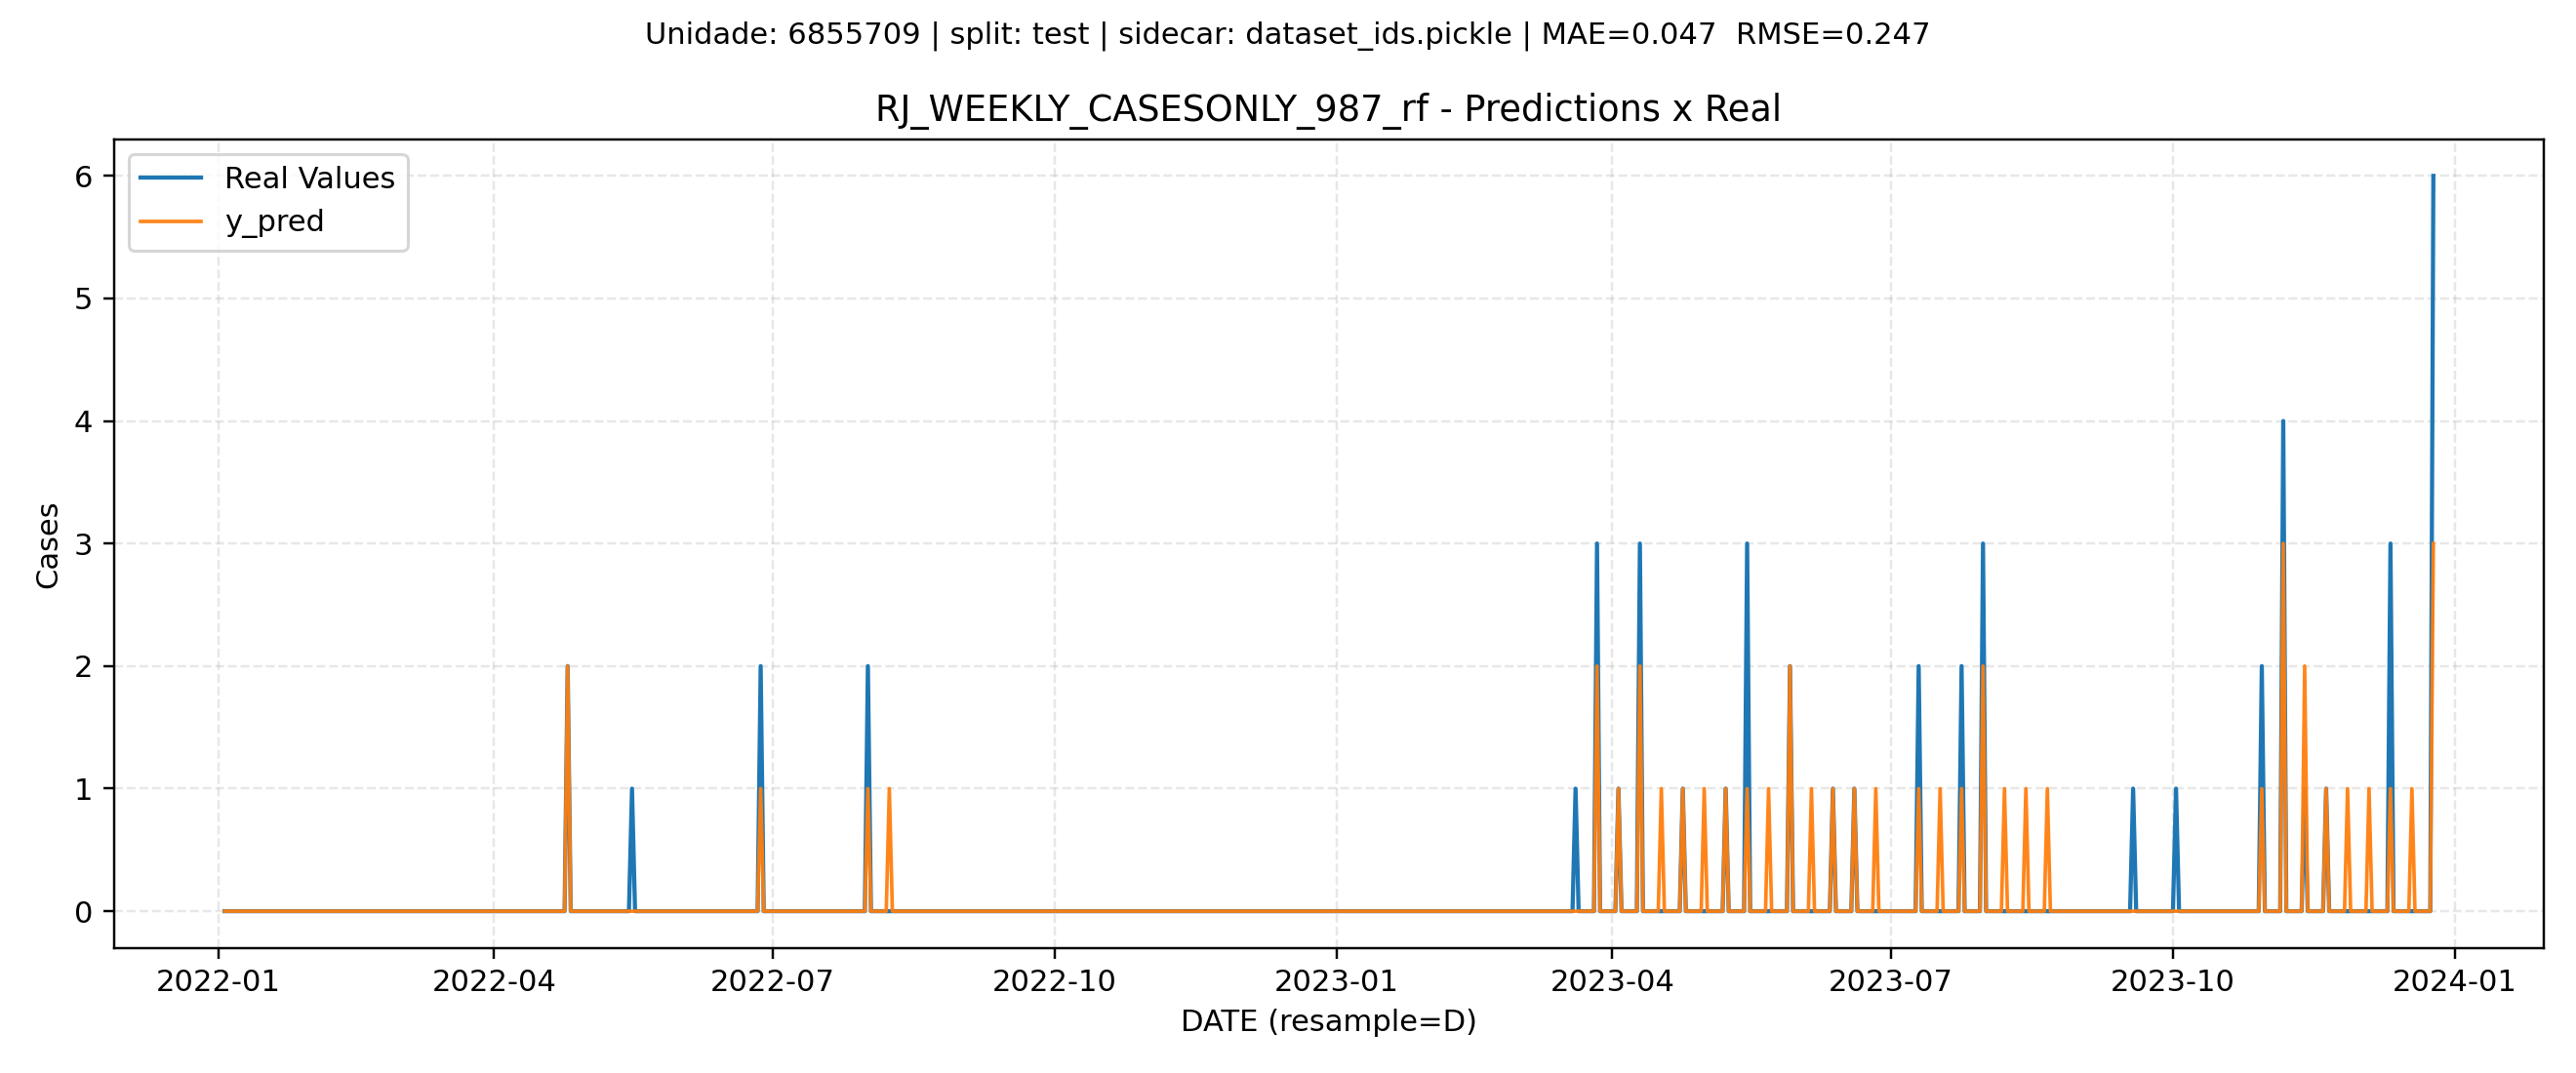 Unidade: 6855709 | split: test | sidecar: dataset_ids.pickle | MAE=0.047  RMSE=0.247
RJ_WEEKLY_CASESONLY_987_rf - Predictions x Real
Real Values
y_pred
6
5
4
3
2
1
0
Cases
2022-01
2022-04
2022-07
2022-10
2023-01
2023-04
2023-07
2023-10
2024-01
DATE (resample=D)